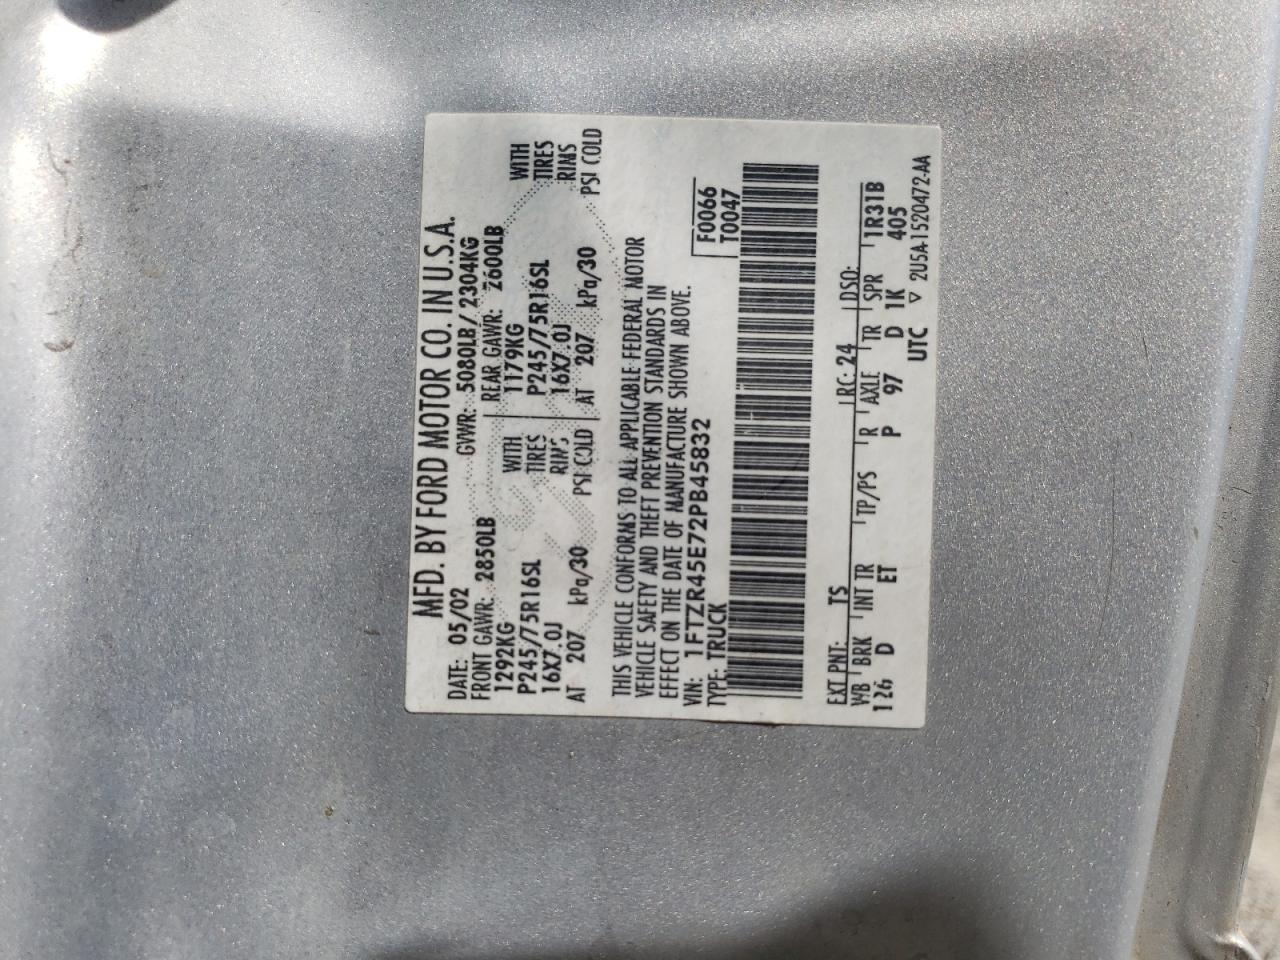 MFD. BY FORD MOTOR CO. IN U.S.A.
DATE: 05/02 GVWR: 5080LB/ 2304KG
FRONT GAWR: 2850LB REAR GAWR: 2600LB
1292KG WITH 1179KG WITH
P245/75R16SL TIRES P245/75R16SL TIRES
16X7.0J RIMS 16X7.0J RIMS
AT 207 kPa/30 PSI COLD AT 207 kPa/30 PSI COLD
THIS VEHICLE CONFORMS TO ALL APPLICABLE FEDERAL MOTOR
VEHICLE SAFETY AND THEFT PREVENTION STANDARDS IN
EFFECT ON THE DATE OF MANUFACTURE SHOWN ABOVE.
VIN: 1FTZR45E72PB45832 F0066
TYPE: TRUCK T0047
EXT PNT: TS RC: 24 DSO:
WB BRK INT TR TP/PS R AXLE TR SPR 1R31B
126 D ET P 97 D 1K 405
UTC ▽ 2U5A-1520472-AA